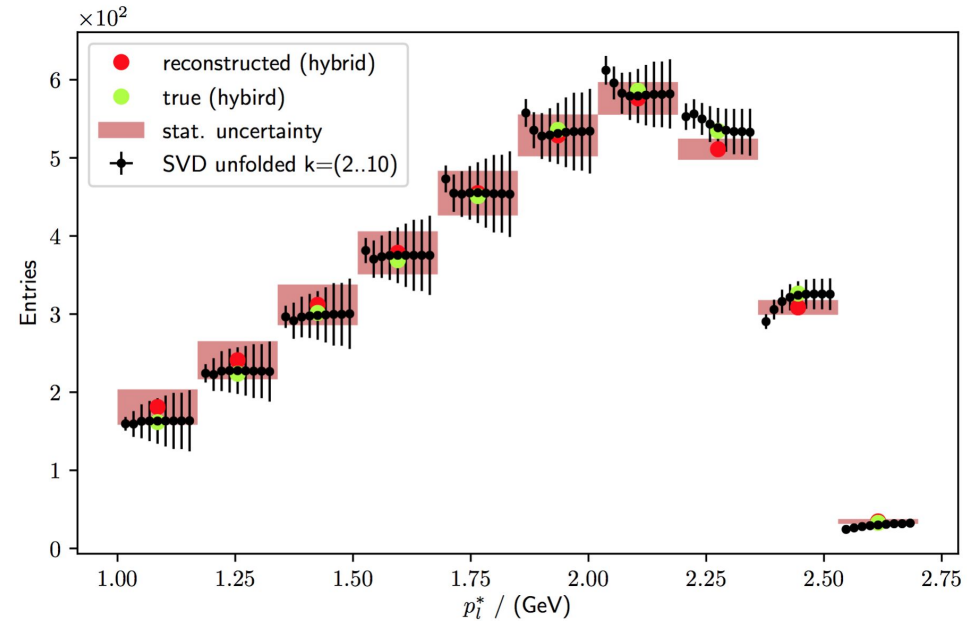 ×10²
reconstructed (hybrid)
true (hybird)
stat. uncertainty
SVD unfolded k=(2..10)
Entries
6
5
4
3
2
1
0
1.00 1.25 1.50 1.75 2.00 2.25 2.50 2.75
p*ₗ / (GeV)